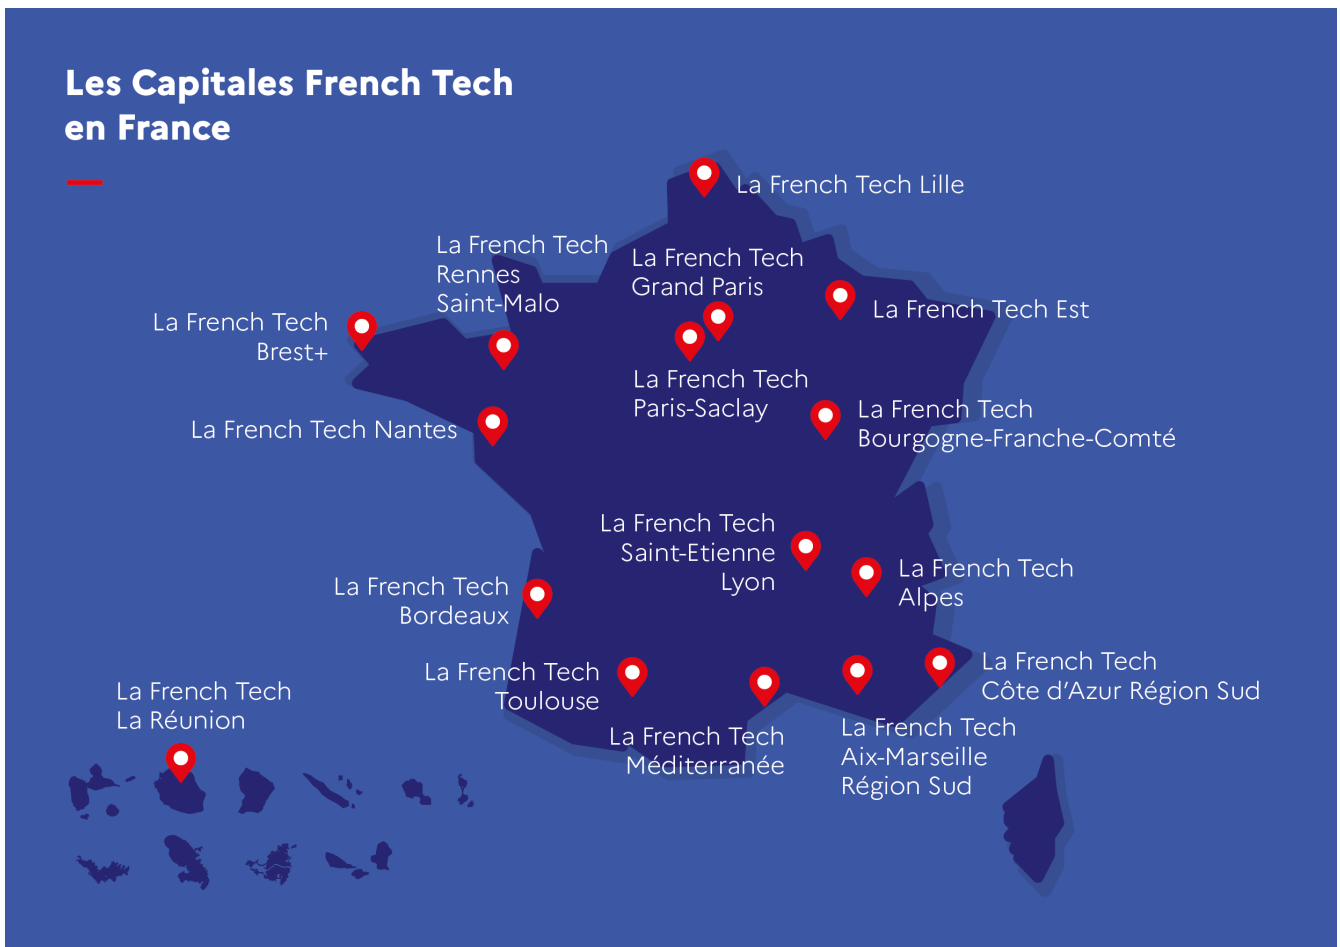 Les Capitales French Tech
en France
La French Tech Lille
La French Tech
Rennes
Saint-Malo
La French Tech
Grand Paris
La French Tech Est
La French Tech
Brest+
La French Tech
Paris-Saclay
La French Tech
Bourgogne-Franche-Comté
La French Tech Nantes
La French Tech
Saint-Etienne
Lyon
La French Tech
Alpes
La French Tech
Bordeaux
La French Tech
Toulouse
La French Tech
Côte d’Azur Région Sud
La French Tech
La Réunion
La French Tech
Méditerranée
La French Tech
Aix-Marseille
Région Sud